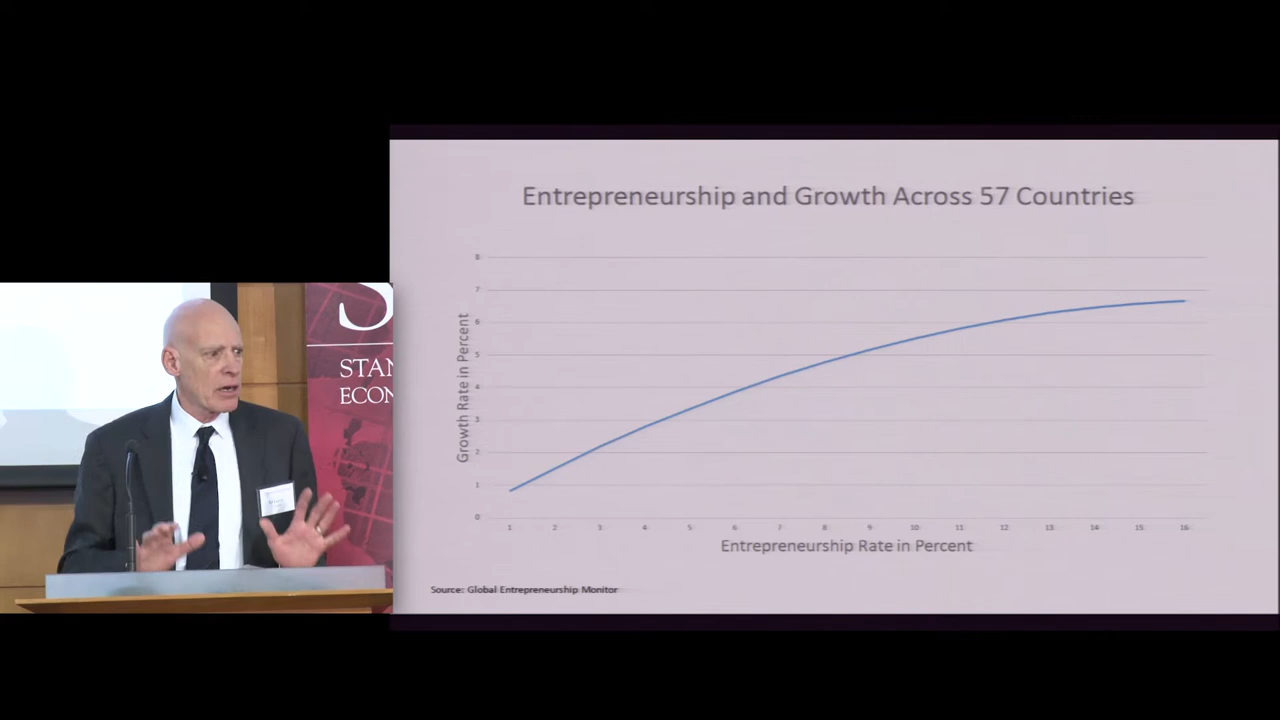 Entrepreneurship and Growth Across 57 Countries
8
7
6
5
4
3
2
1
0
Growth Rate in Percent
1 2 3 4 5 6 7 8 9 10 11 12 13 14 15 16
Entrepreneurship Rate in Percent
Source: Global Entrepreneurship Monitor
S
STAN
ECON